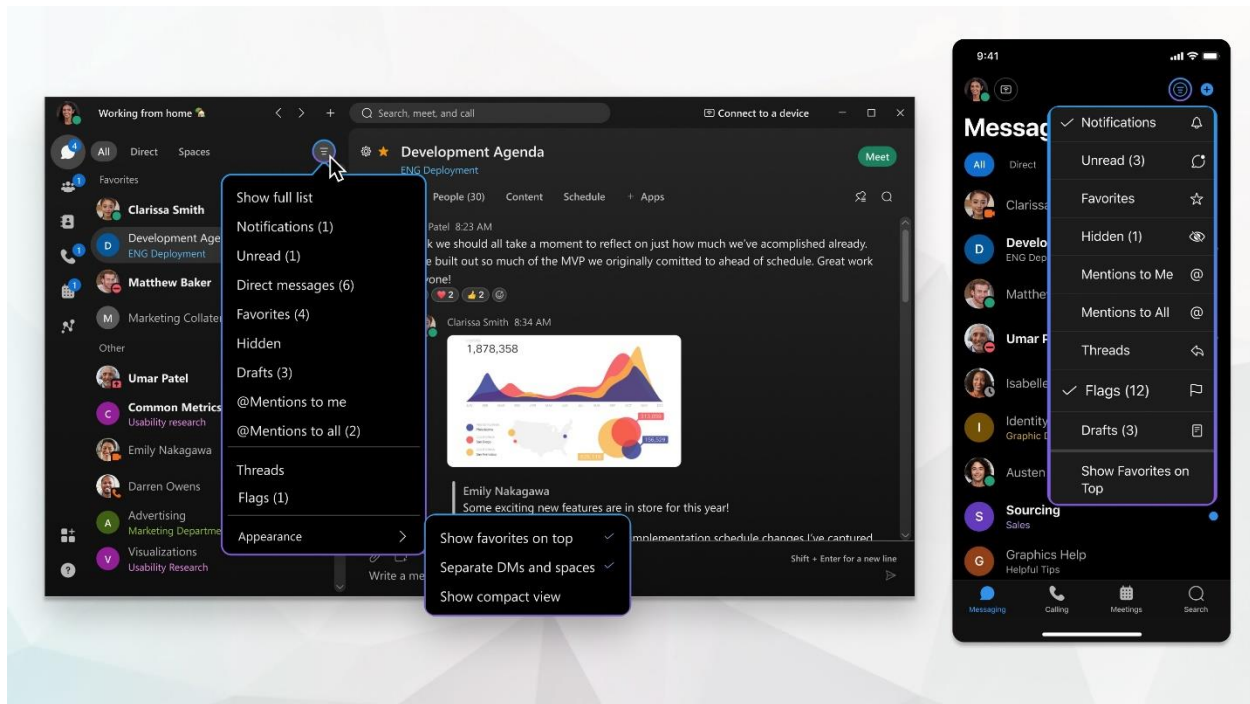 Working from home
Search, meet, and call
Connect to a device
4
All
Direct
Spaces
1
Favorites
Clarissa Smith
Development Age
ENG Deployment
1
1
Matthew Baker
M
Marketing Collate
Other
Umar Patel
C
Common Metrics
Usability research
Emily Nakagawa
Darren Owens
A
Advertising
Marketing Departme
V
Visualizations
Usability Research
D
Show full list
Notifications (1)
Unread (1)
Direct messages (6)
Favorites (4)
Hidden
Drafts (3)
@Mentions to me
@Mentions to all (2)
Threads
Flags (1)
Appearance
Show favorites on top
Separate DMs and spaces
Show compact view
Development Agenda
ENG Deployment
Meet
People (30)
Content
Schedule
+ Apps
Patel 8:23 AM
k we should all take a moment to reflect on just how much we've acomplished already.
e built out so much of the MVP we originally comitted to ahead of schedule. Great work
yone!
2
2
Clarissa Smith 8:34 AM
1,878,358
Emily Nakagawa
Some exciting new features are in store for this year!
mplementation schedule changes I've captured
Shift + Enter for a new line
Write a me
9:41
Messag
All
Direct
Clarissa
D
Develo
ENG Dep
Matthe
Umar P
Isabelle
I
Identity
Graphic D
Austen
S
Sourcing
Sales
G
Graphics Help
Helpful Tips
Notifications
Unread (3)
Favorites
Hidden (1)
Mentions to Me @
Mentions to All @
Threads
Flags (12)
Drafts (3)
Show Favorites on
Top
Messaging
Calling
Meetings
Search